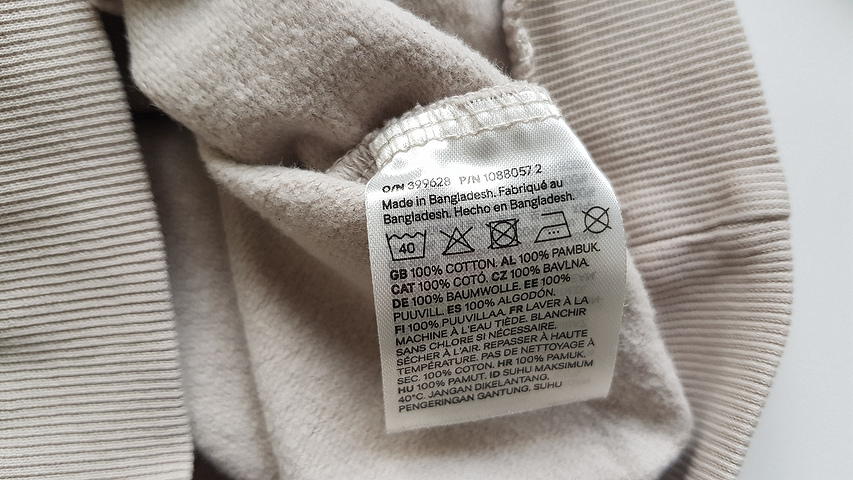 O/N 399628 P/N 1088057 2
Made in Bangladesh. Fabriqué au
Bangladesh. Hecho en Bangladesh.
40
GB 100% COTTON. AL 100% PAMBUK.
CAT 100% COTÓ. CZ 100% BAVLNA.
DE 100% BAUMWOLLE. EE 100%
PUUVILL. ES 100% ALGODÓN.
FI 100% PUUVILLAA. FR LAVER À LA
MACHINE À L'EAU TIÈDE. BLANCHIR
SANS CHLORE SI NÉCESSAIRE.
SÉCHER À L'AIR. REPASSER À HAUTE
TEMPÉRATURE. PAS DE NETTOYAGE À
SEC. 100% COTON. HR 100% PAMUK.
HU 100% PAMUT. ID SUHU MAKSIMUM
40°C. JANGAN DIKELANTANG.
PENGERINGAN GANTUNG. SUHU